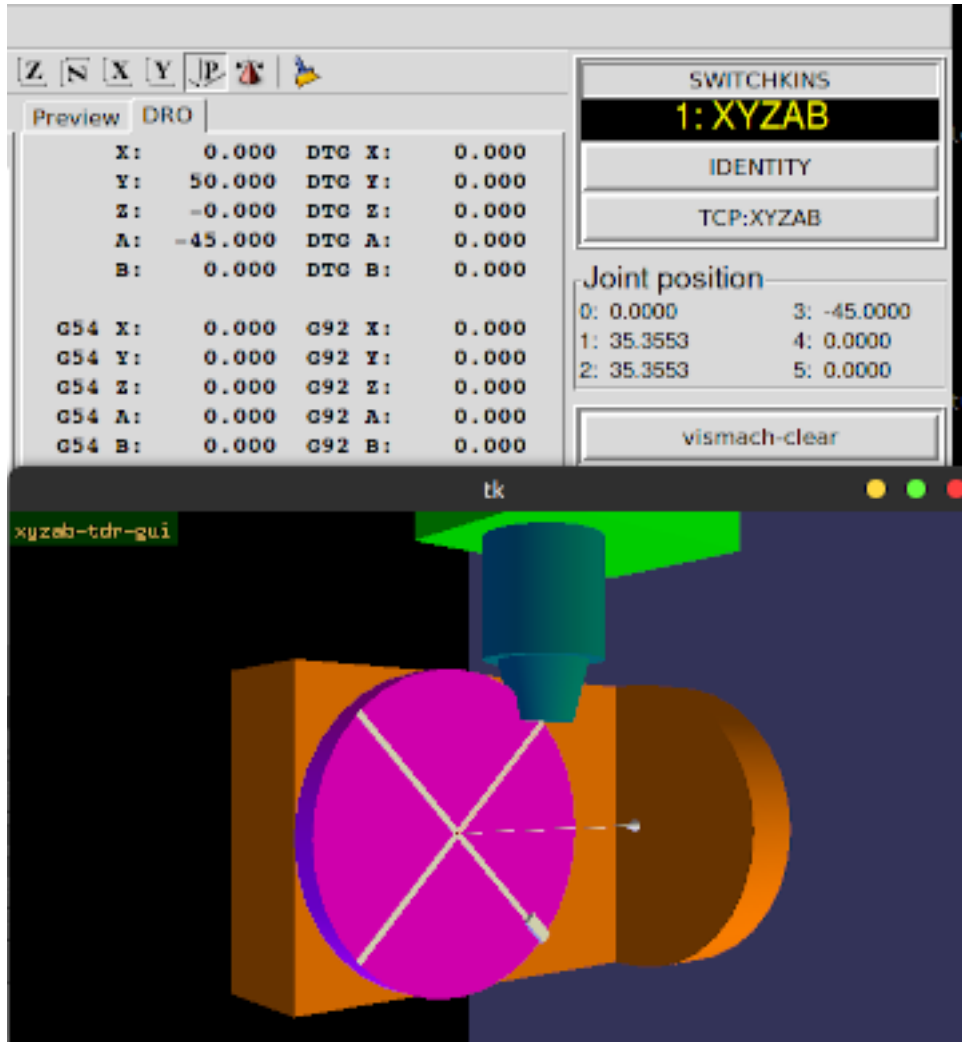 Z N X Y P
SWITCHKINS
Preview DRO
1: XYZAB
X: 0.000 DTG X: 0.000
Y: 50.000 DTG Y: 0.000
Z: -0.000 DTG Z: 0.000
A: -45.000 DTG A: 0.000
B: 0.000 DTG B: 0.000
IDENTITY
TCP:XYZAB
G54 X: 0.000 G92 X: 0.000
G54 Y: 0.000 G92 Y: 0.000
G54 Z: 0.000 G92 Z: 0.000
G54 A: 0.000 G92 A: 0.000
G54 B: 0.000 G92 B: 0.000
Joint position
0: 0.0000 3: -45.0000
1: 35.3553 4: 0.0000
2: 35.3553 5: 0.0000
vismach-clear
tk
xyzab-tdr-gui